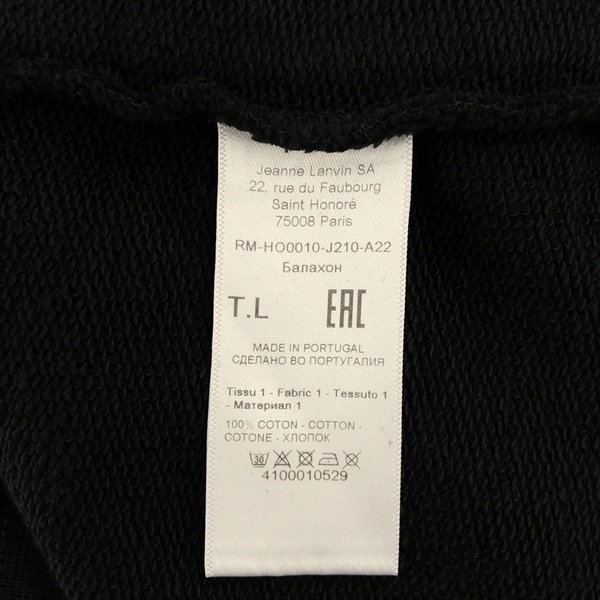 Jeanne Lanvin SA
22, rue du Faubourg
Saint Honoré
75008 Paris
RM-HO0010-J210-A22
Балахон
T.L EAC
MADE IN PORTUGAL
СДЕЛАНО ВО ПОРТУГАЛИЯ
Tissu 1 - Fabric 1 - Tessuto 1
- Материал 1
100% COTON - COTTON -
COTONE - ХЛОПОК
30
4100010529